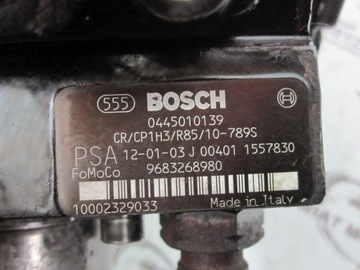 555 BOSCH
0445010139
CR/CP1H3/R85/10-789S
PSA 12-01-03 J 00401 1557830
FoMoCo 9683268980
10002329033 Made in Italy